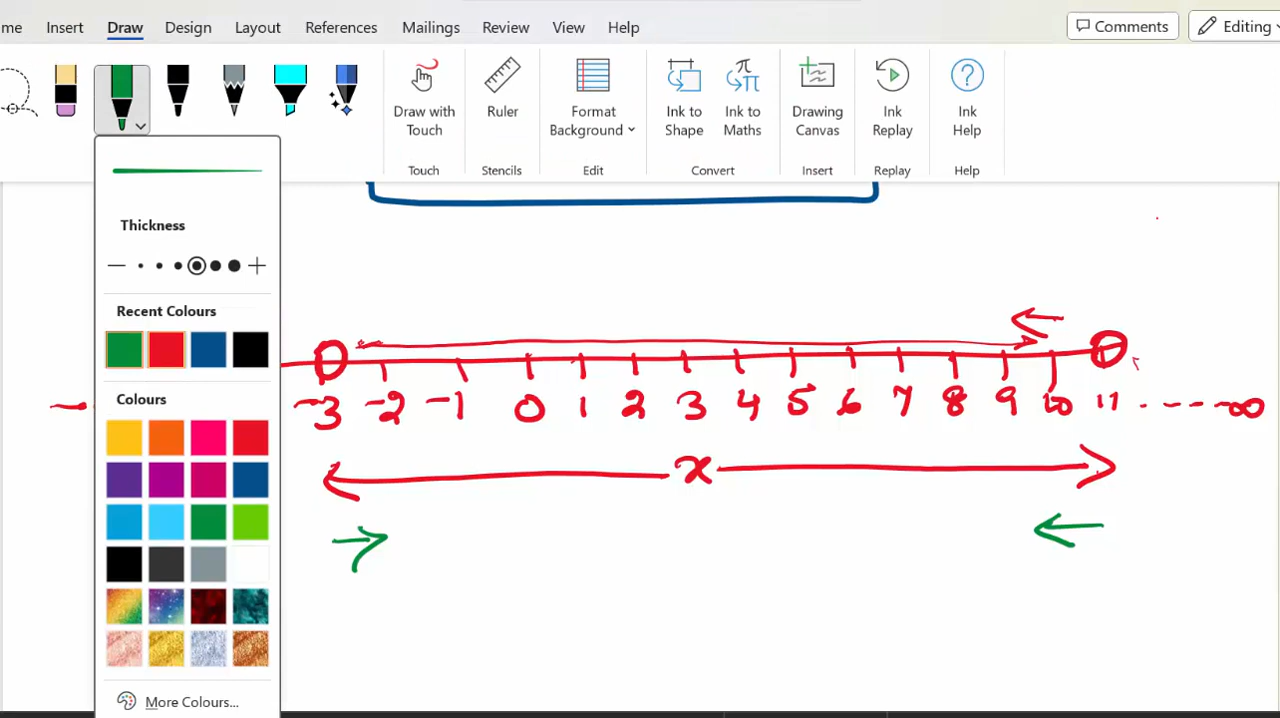 me Insert Draw Design Layout References Mailings Review View Help Comments Editing
Draw with Touch
Ruler
Format Background
Ink to Shape
Ink to Maths
Drawing Canvas
Ink Replay
Ink Help
Touch Stencils Edit Convert Insert Replay Help
Thickness
Recent Colours
Colours
More Colours...
-3 -2 -1 0 1 2 3 4 5 6 7 8 9 10 11 . - - - ∞
x